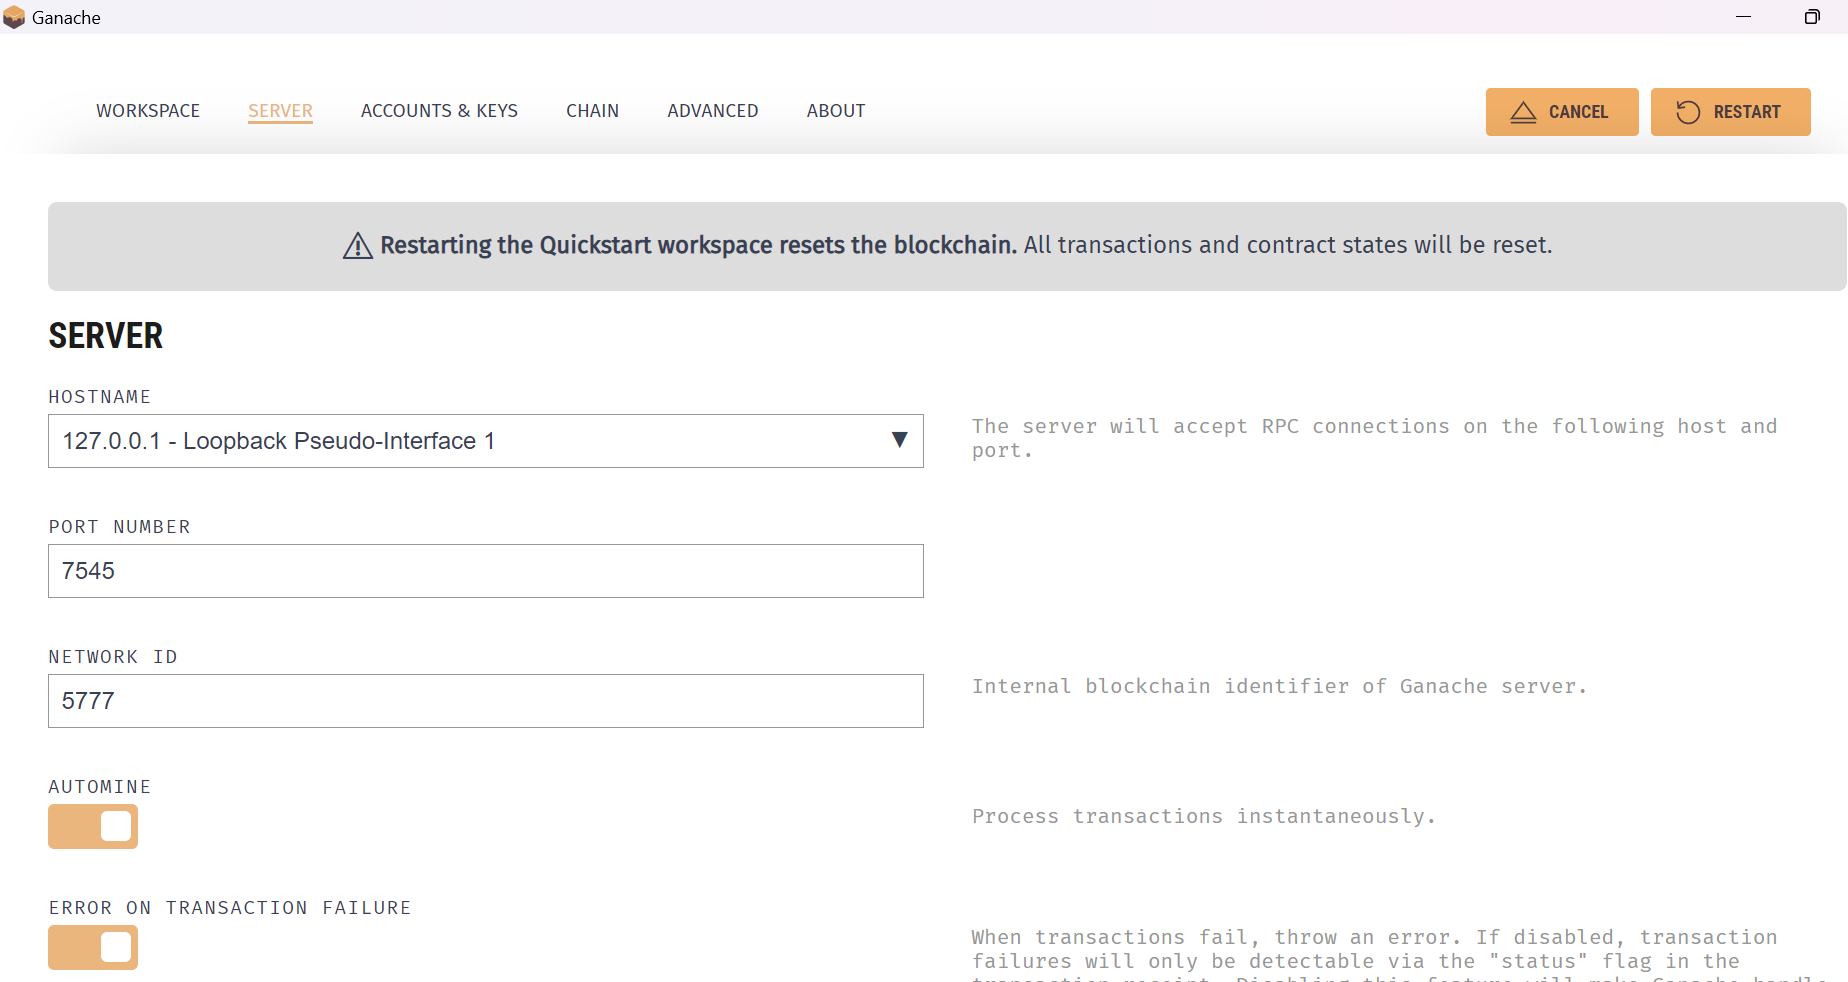 Ganache
WORKSPACE SERVER ACCOUNTS & KEYS CHAIN ADVANCED ABOUT CANCEL RESTART
Restarting the Quickstart workspace resets the blockchain. All transactions and contract states will be reset.
SERVER
HOSTNAME
127.0.0.1 - Loopback Pseudo-Interface 1
The server will accept RPC connections on the following host and
port.
PORT NUMBER
7545
NETWORK ID
5777
Internal blockchain identifier of Ganache server.
AUTOMINE
Process transactions instantaneously.
ERROR ON TRANSACTION FAILURE
When transactions fail, throw an error. If disabled, transaction
failures will only be detectable via the "status" flag in the